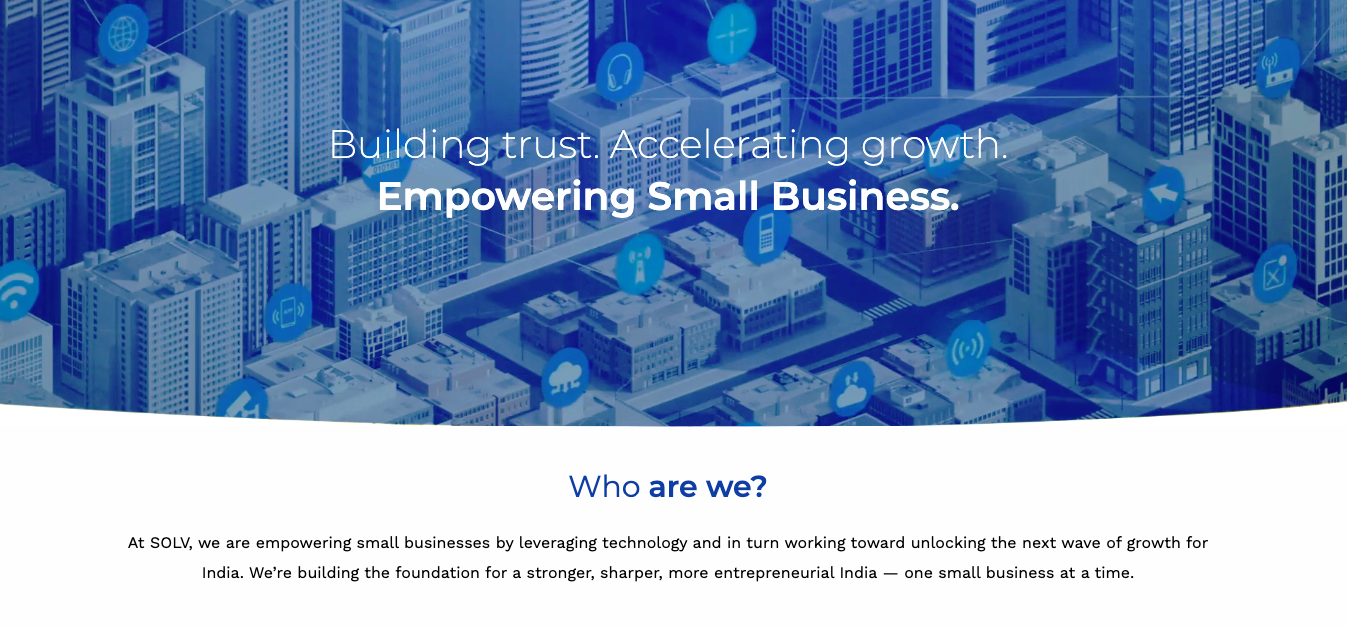 Building trust. Accelerating growth.
Empowering Small Business.
Who are we?
At SOLV, we are empowering small businesses by leveraging technology and in turn working toward unlocking the next wave of growth for
India. We’re building the foundation for a stronger, sharper, more entrepreneurial India — one small business at a time.